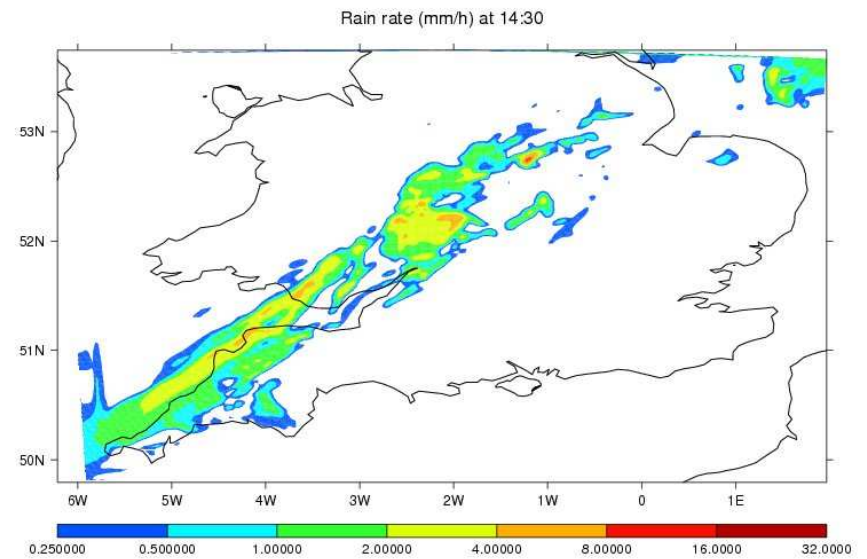 Rain rate (mm/h) at 14:30
53N
52N
51N
50N
6W 5W 4W 3W 2W 1W 0 1E
0.250000 0.500000 1.00000 2.00000 4.00000 8.00000 16.0000 32.0000